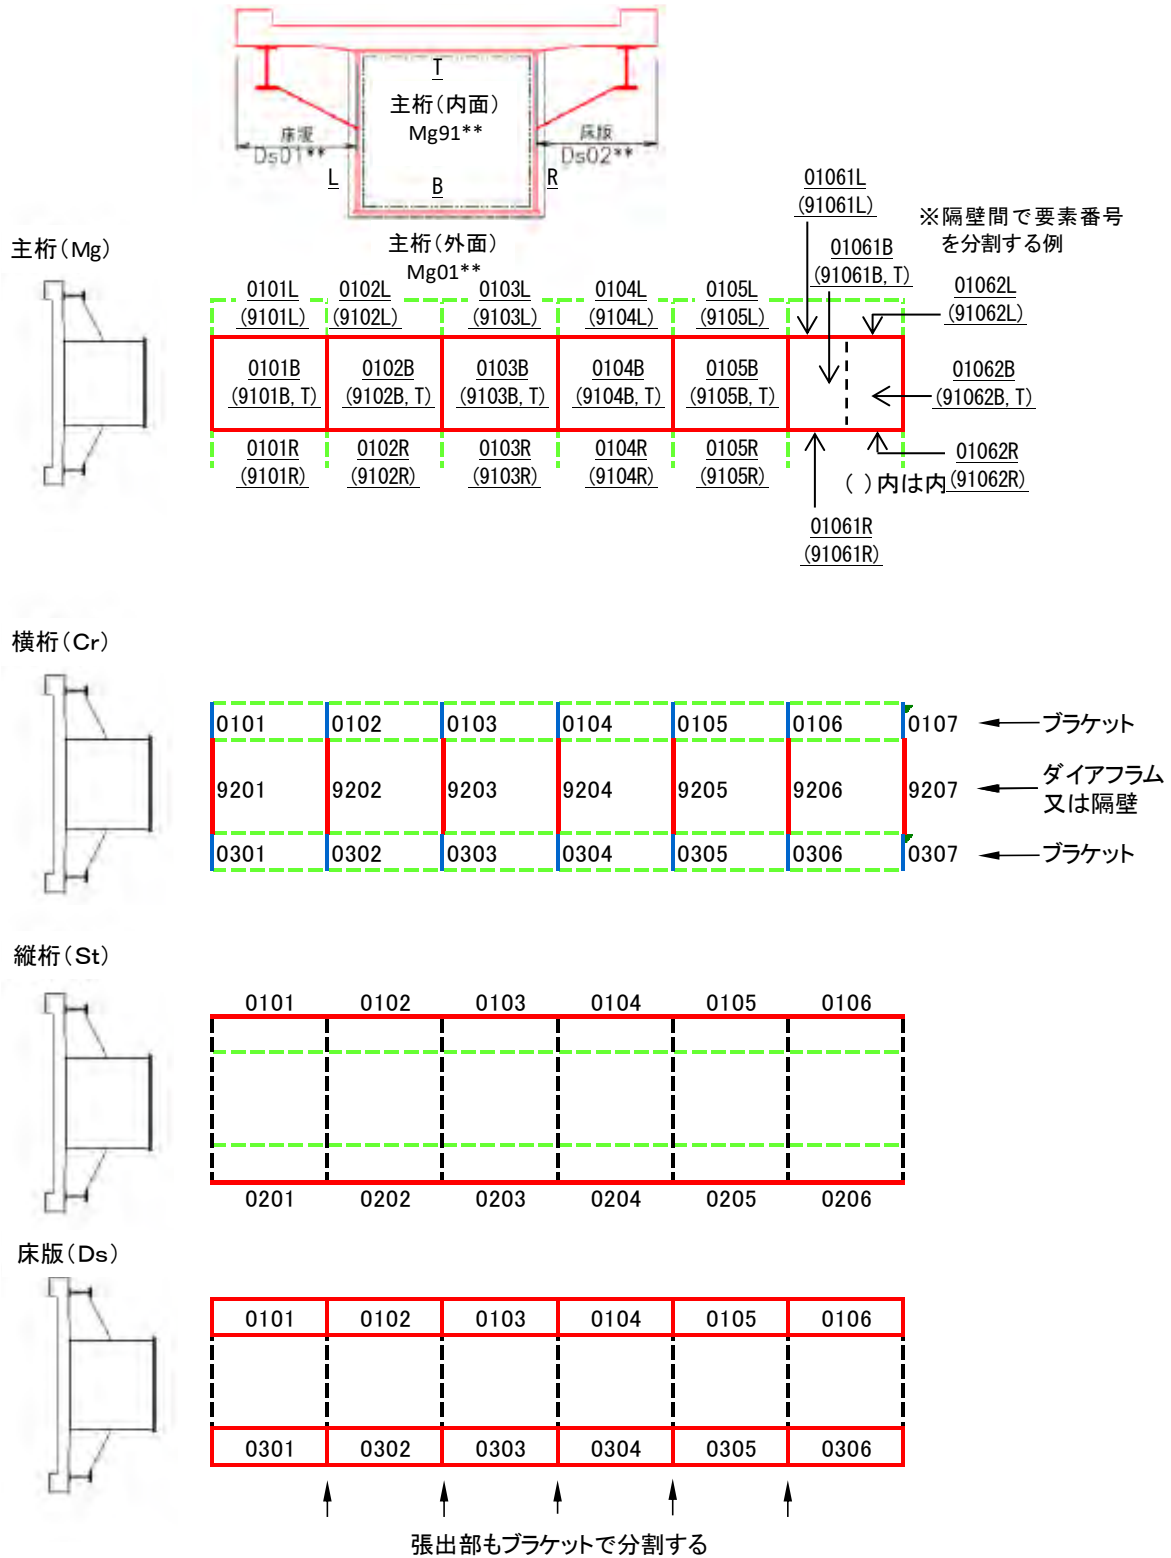 T
主桁(内面)
Mg91**
床版
Ds01**
床版
Ds02**
L
B
R
主桁(外面)
Mg01**
主桁(Mg)
01061L
(91061L)
※隔壁間で要素番号
を分割する例
01061B
(91061B, T)
01062L
(91062L)
0101L
(9101L)
0102L
(9102L)
0103L
(9103L)
0104L
(9104L)
0105L
(9105L)
0101B
(9101B, T)
0102B
(9102B, T)
0103B
(9103B, T)
0104B
(9104B, T)
0105B
(9105B, T)
01062B
(91062B, T)
0101R
(9101R)
0102R
(9102R)
0103R
(9103R)
0104R
(9104R)
0105R
(9105R)
01062R
(91062R)
( )内は内
01061R
(91061R)
横桁(Cr)
0101 0102 0103 0104 0105 0106 0107 ブラケット
9201 9202 9203 9204 9205 9206 9207 ダイアフラム
又は隔壁
0301 0302 0303 0304 0305 0306 0307 ブラケット
縦桁(St)
0101 0102 0103 0104 0105 0106
0201 0202 0203 0204 0205 0206
床版(Ds)
0101 0102 0103 0104 0105 0106
0301 0302 0303 0304 0305 0306
張出部もブラケットで分割する